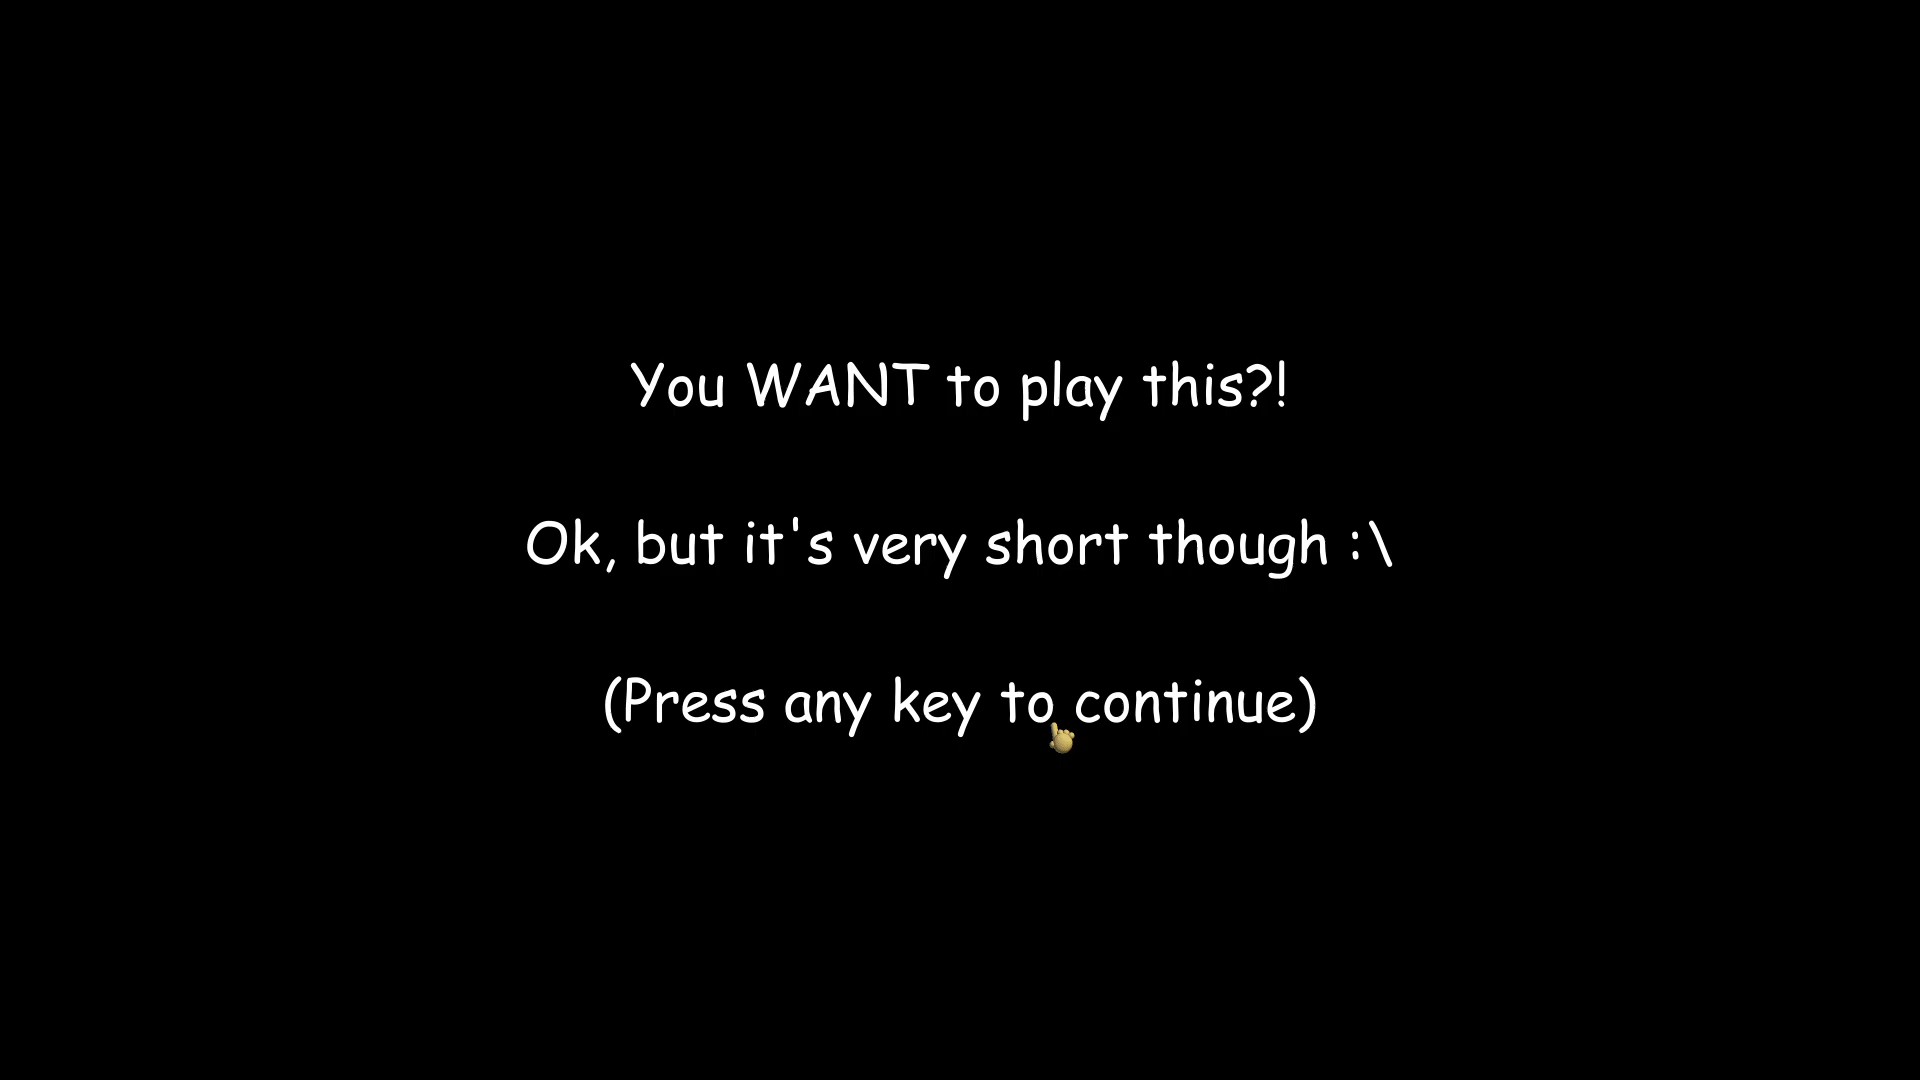 You WANT to play this?!
Ok, but it's very short though :\
(Press any key to continue)